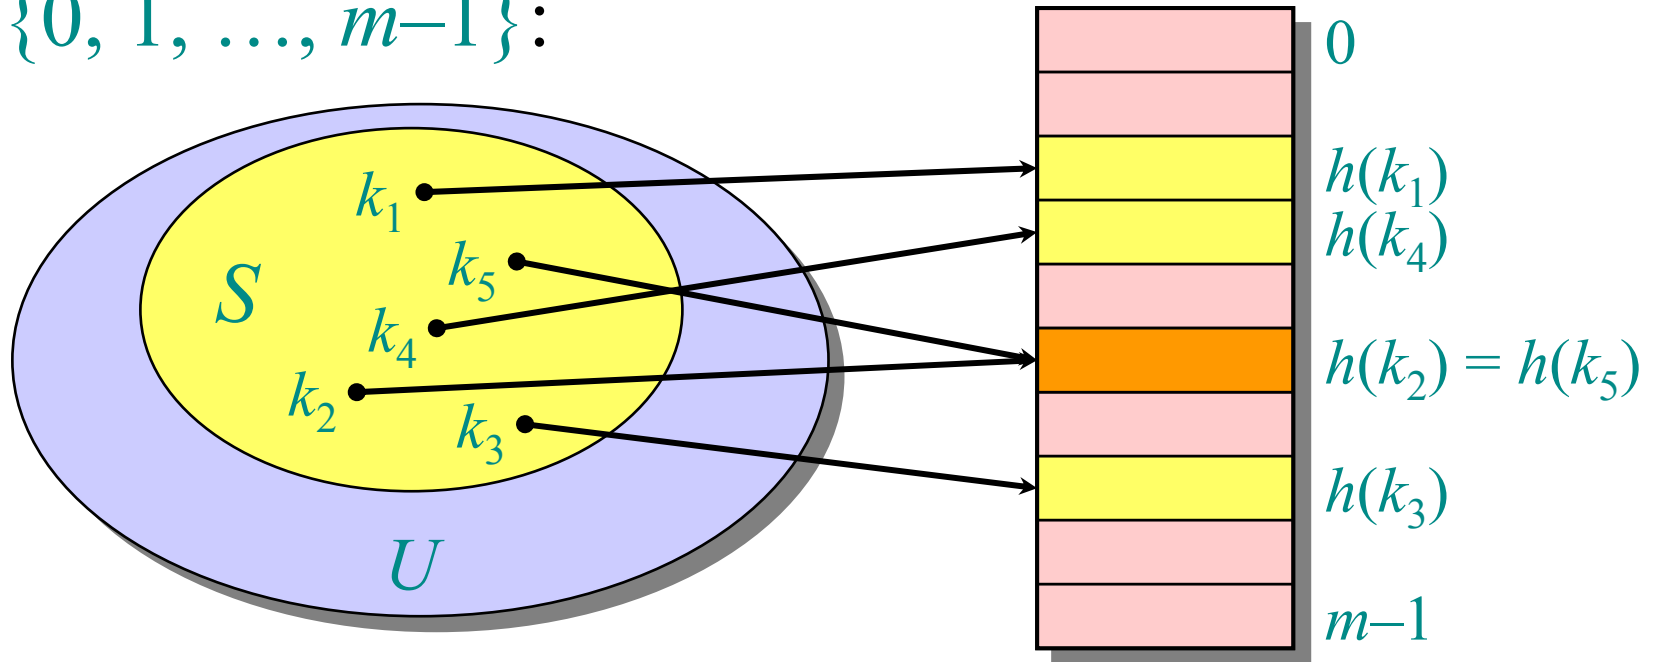 {0, 1, …, m–1}:
0
k₁
h(k₁)
k₅
h(k₄)
S
k₄
h(k₂) = h(k₅)
k₂
k₃
h(k₃)
U
m–1